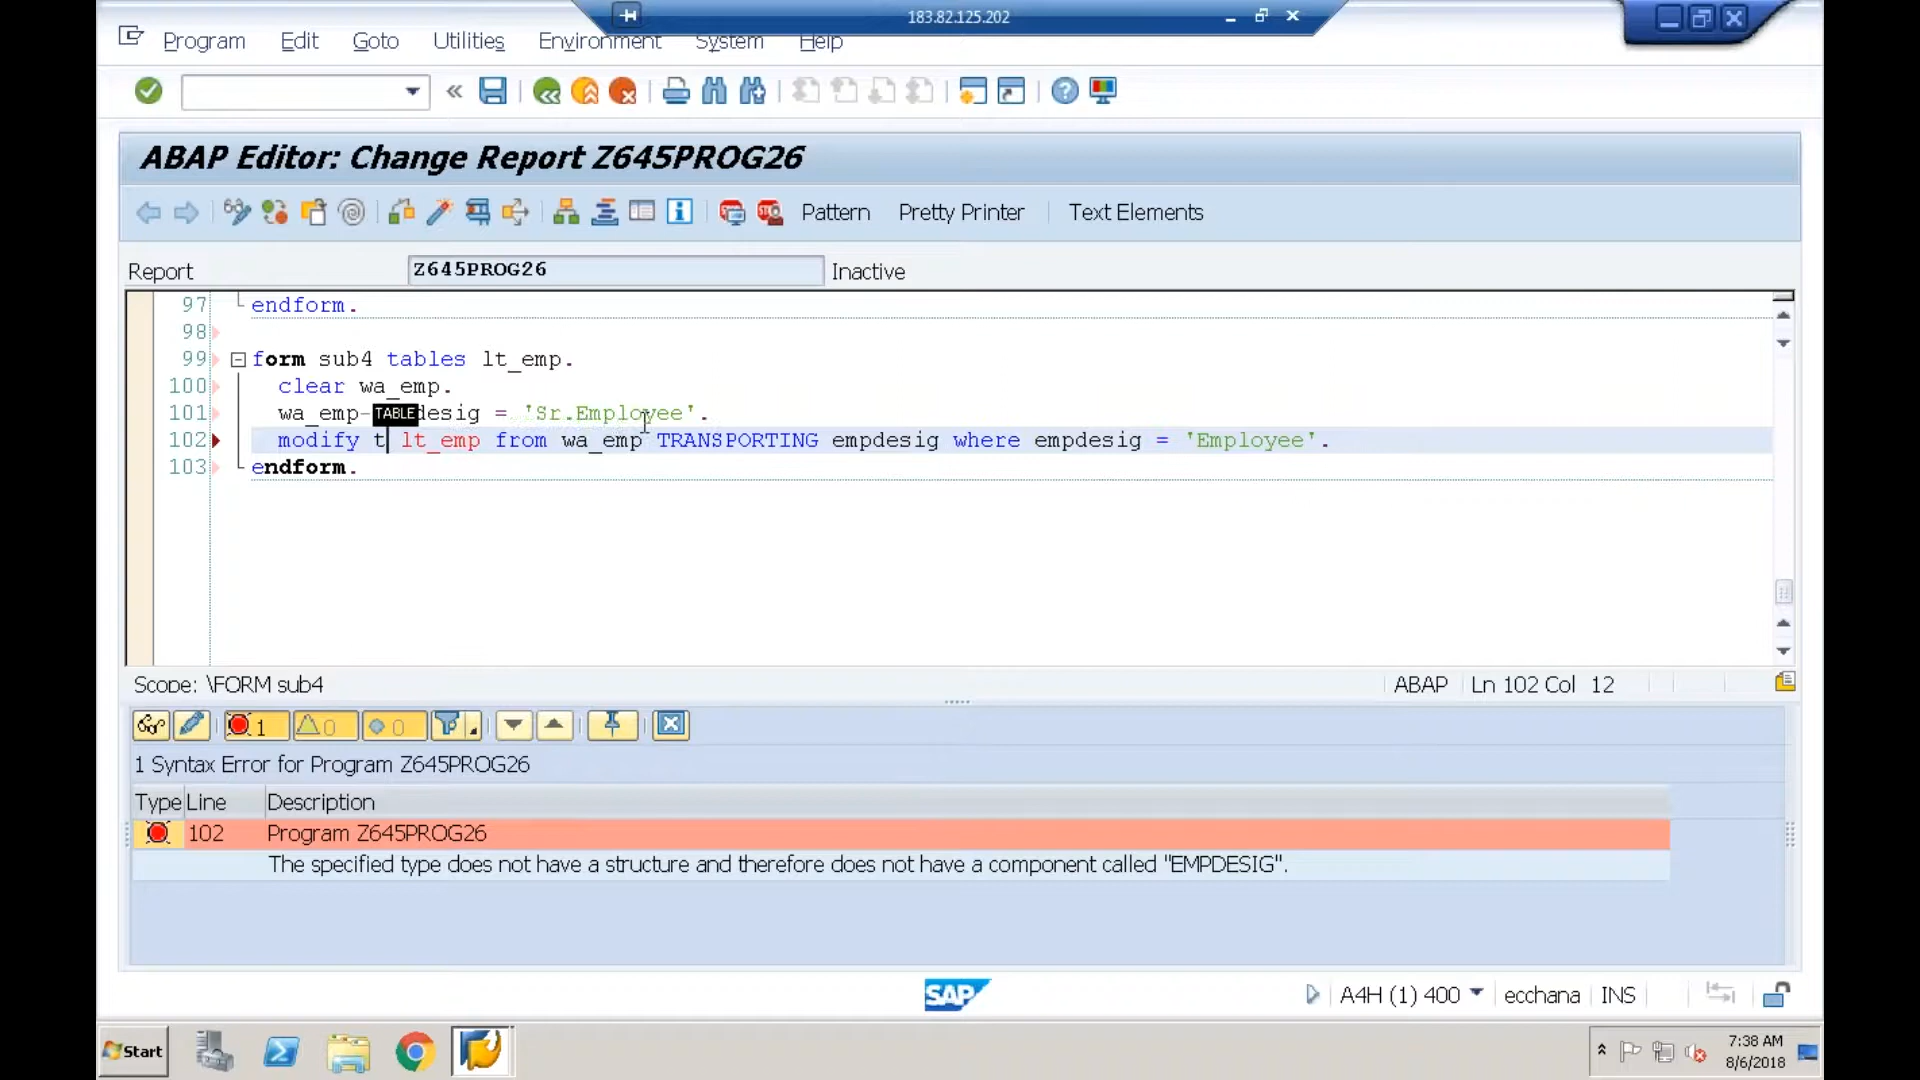 183.82.125.202
Program Edit Goto Utilities Environment System Help
ABAP Editor: Change Report Z645PROG26
Pattern Pretty Printer Text Elements
Report Z645PROG26 Inactive
97 endform.
98
99 form sub4 tables lt_emp.
100 clear wa_emp.
101 wa_emp-TABLEdesig = 'Sr.Employee'.
102 modify t lt_emp from wa_emp TRANSPORTING empdesig where empdesig = 'Employee'.
103 endform.
Scope: \FORM sub4 ABAP Ln 102 Col 12
1 0 0
1 Syntax Error for Program Z645PROG26
Type Line Description
102 Program Z645PROG26
The specified type does not have a structure and therefore does not have a component called "EMPDESIG".
SAP A4H (1) 400 ecchana INS
Start 7:38 AM
8/6/2018